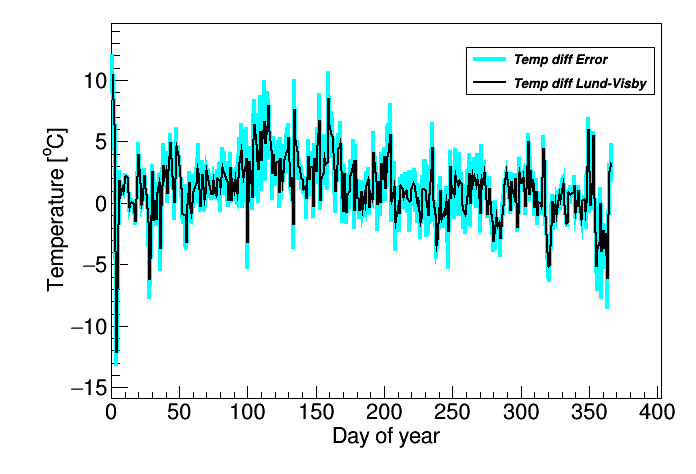 Temp diff Error
Temp diff Lund-Visby
Temperature [°C]
10
5
0
−5
−10
−15
0 50 100 150 200 250 300 350 400
Day of year